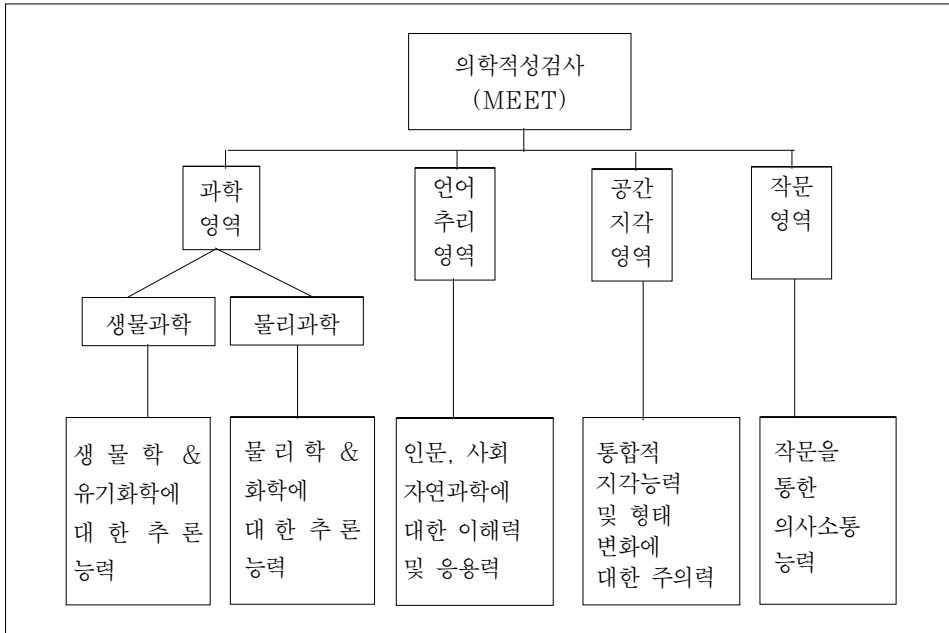 의학적성검사
(MEET)
과학
영역
언어
추리
영역
공간
지각
영역
작문
영역
생물과학
물리과학
생 물 학 &
유기화학에
대 한 추 론
능력
물 리 학 &
화학에
대 한 추 론
능력
인문, 사회
자연과학에
대한 이해력
및 응용력
통합적
지각능력
및 형태
변화에
대한 주의력
작문을
통한
의사소통
능력